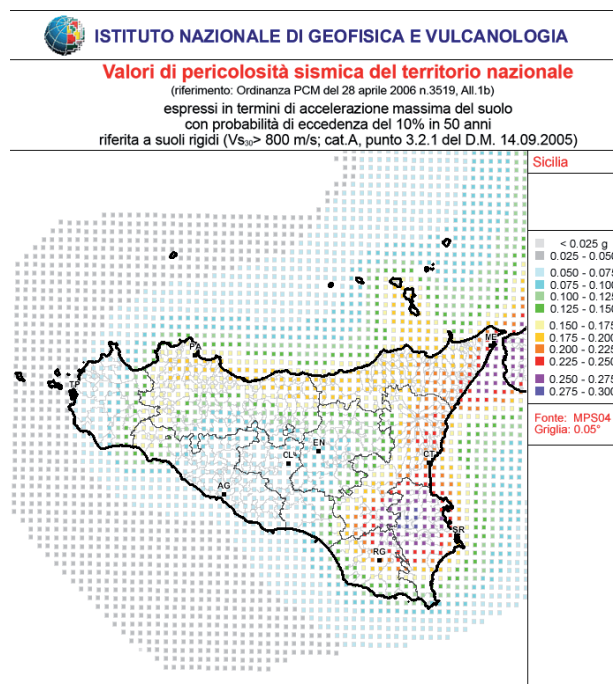 ISTITUTO NAZIONALE DI GEOFISICA E VULCANOLOGIA
Valori di pericolosità sismica del territorio nazionale
(riferimento: Ordinanza PCM del 28 aprile 2006 n.3519, All.1b)
espressi in termini di accelerazione massima del suolo
con probabilità di eccedenza del 10% in 50 anni
riferita a suoli rigidi (Vs30> 800 m/s; cat.A, punto 3.2.1 del D.M. 14.09.2005)
Sicilia
< 0.025 g
0.025 - 0.050
0.050 - 0.075
0.075 - 0.100
0.100 - 0.125
0.125 - 0.150
0.150 - 0.175
0.175 - 0.200
0.200 - 0.225
0.225 - 0.250
0.250 - 0.275
0.275 - 0.300
Fonte: MPS04
Griglia: 0.05°
ME
PA
TP
EN
CL
CT
AG
SR
RG